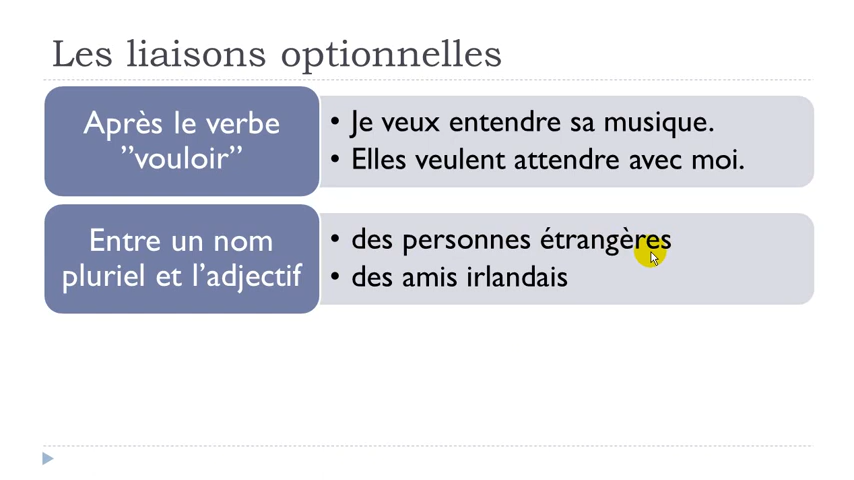 Les liaisons optionnelles
Après le verbe
”vouloir”
• Je veux entendre sa musique.
• Elles veulent attendre avec moi.
Entre un nom
pluriel et l’adjectif
• des personnes étrangères
• des amis irlandais